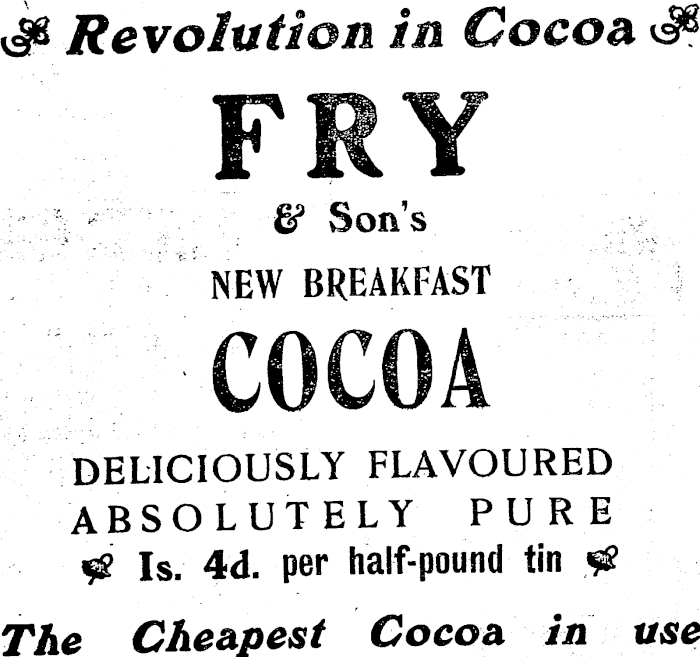 Revolution in Cocoa
FRY
& Son's
NEW BREAKFAST
COCOA
DELICIOUSLY FLAVOURED
ABSOLUTELY PURE
Is. 4d. per half-pound tin
The Cheapest Cocoa in use